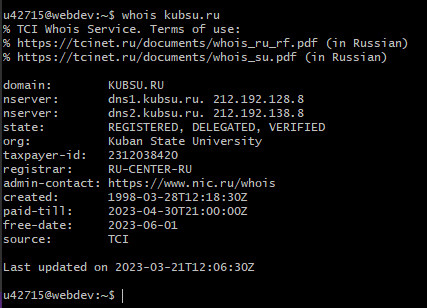 u42715@webdev:~$ whois kubsu.ru
% TCI Whois Service. Terms of use:
% https://tcinet.ru/documents/whois_ru_rf.pdf (in Russian)
% https://tcinet.ru/documents/whois_su.pdf (in Russian)

domain:        KUBSU.RU
nserver:       dns1.kubsu.ru. 212.192.128.8
nserver:       dns2.kubsu.ru. 212.192.138.8
state:         REGISTERED, DELEGATED, VERIFIED
org:           Kuban State University
taxpayer-id:   2312038420
registrar:     RU-CENTER-RU
admin-contact: https://www.nic.ru/whois
created:       1998-03-28T12:18:30Z
paid-till:     2023-04-30T21:00:00Z
free-date:     2023-06-01
source:        TCI

Last updated on 2023-03-21T12:06:30Z

u42715@webdev:~$